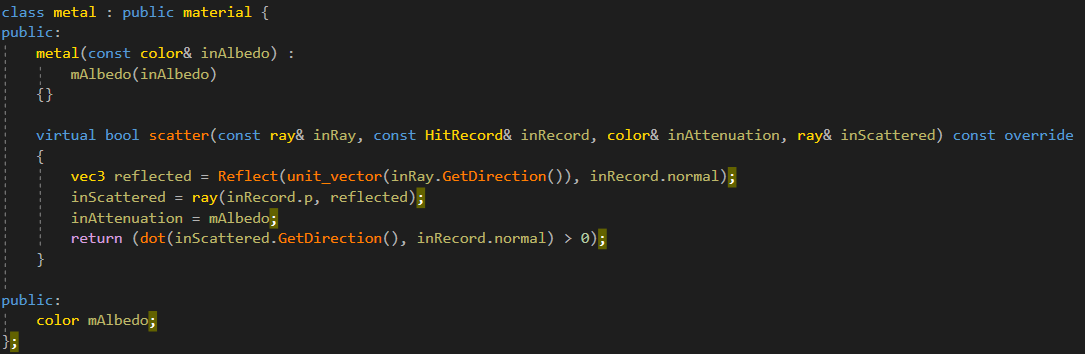 class metal : public material {
public:
    metal(const color& inAlbedo) :
        mAlbedo(inAlbedo)
    {}

    virtual bool scatter(const ray& inRay, const HitRecord& inRecord, color& inAttenuation, ray& inScattered) const override
    {
        vec3 reflected = Reflect(unit_vector(inRay.GetDirection()), inRecord.normal);
        inScattered = ray(inRecord.p, reflected);
        inAttenuation = mAlbedo;
        return (dot(inScattered.GetDirection(), inRecord.normal) > 0);
    }

public:
    color mAlbedo;
};